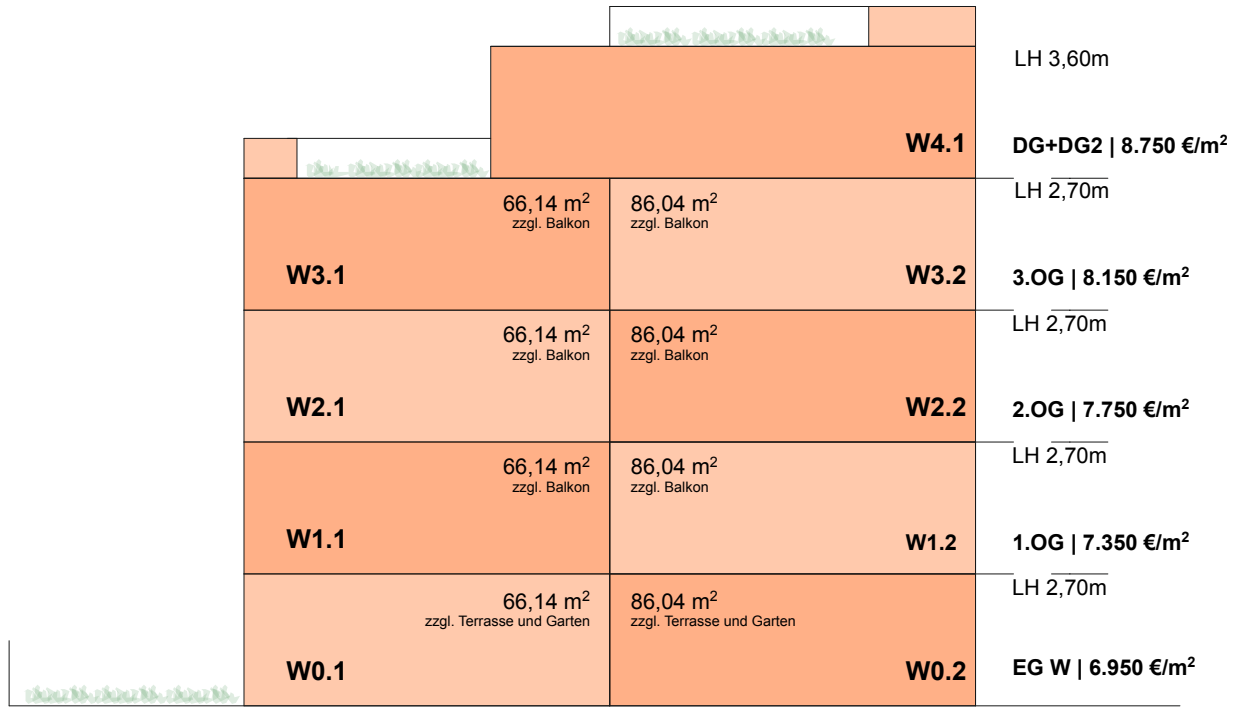 LH 3,60m
W4.1
DG+DG2 | 8.750 €/m²
LH 2,70m
66,14 m²
zzgl. Balkon
86,04 m²
zzgl. Balkon
W3.1
W3.2
3.OG | 8.150 €/m²
LH 2,70m
66,14 m²
zzgl. Balkon
86,04 m²
zzgl. Balkon
W2.1
W2.2
2.OG | 7.750 €/m²
LH 2,70m
66,14 m²
zzgl. Balkon
86,04 m²
zzgl. Balkon
W1.1
W1.2
1.OG | 7.350 €/m²
LH 2,70m
66,14 m²
zzgl. Terrasse und Garten
86,04 m²
zzgl. Terrasse und Garten
W0.1
W0.2
EG W | 6.950 €/m²